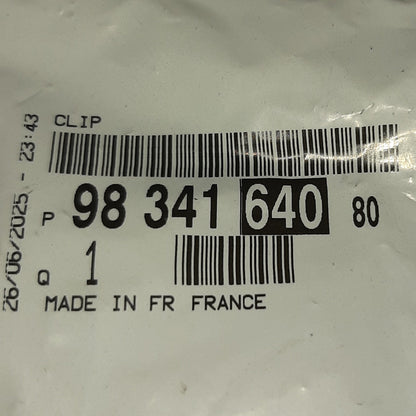 CLIP
P 98 341 640 80
Q 1
MADE IN FR FRANCE
26/06/2025 - 23:43